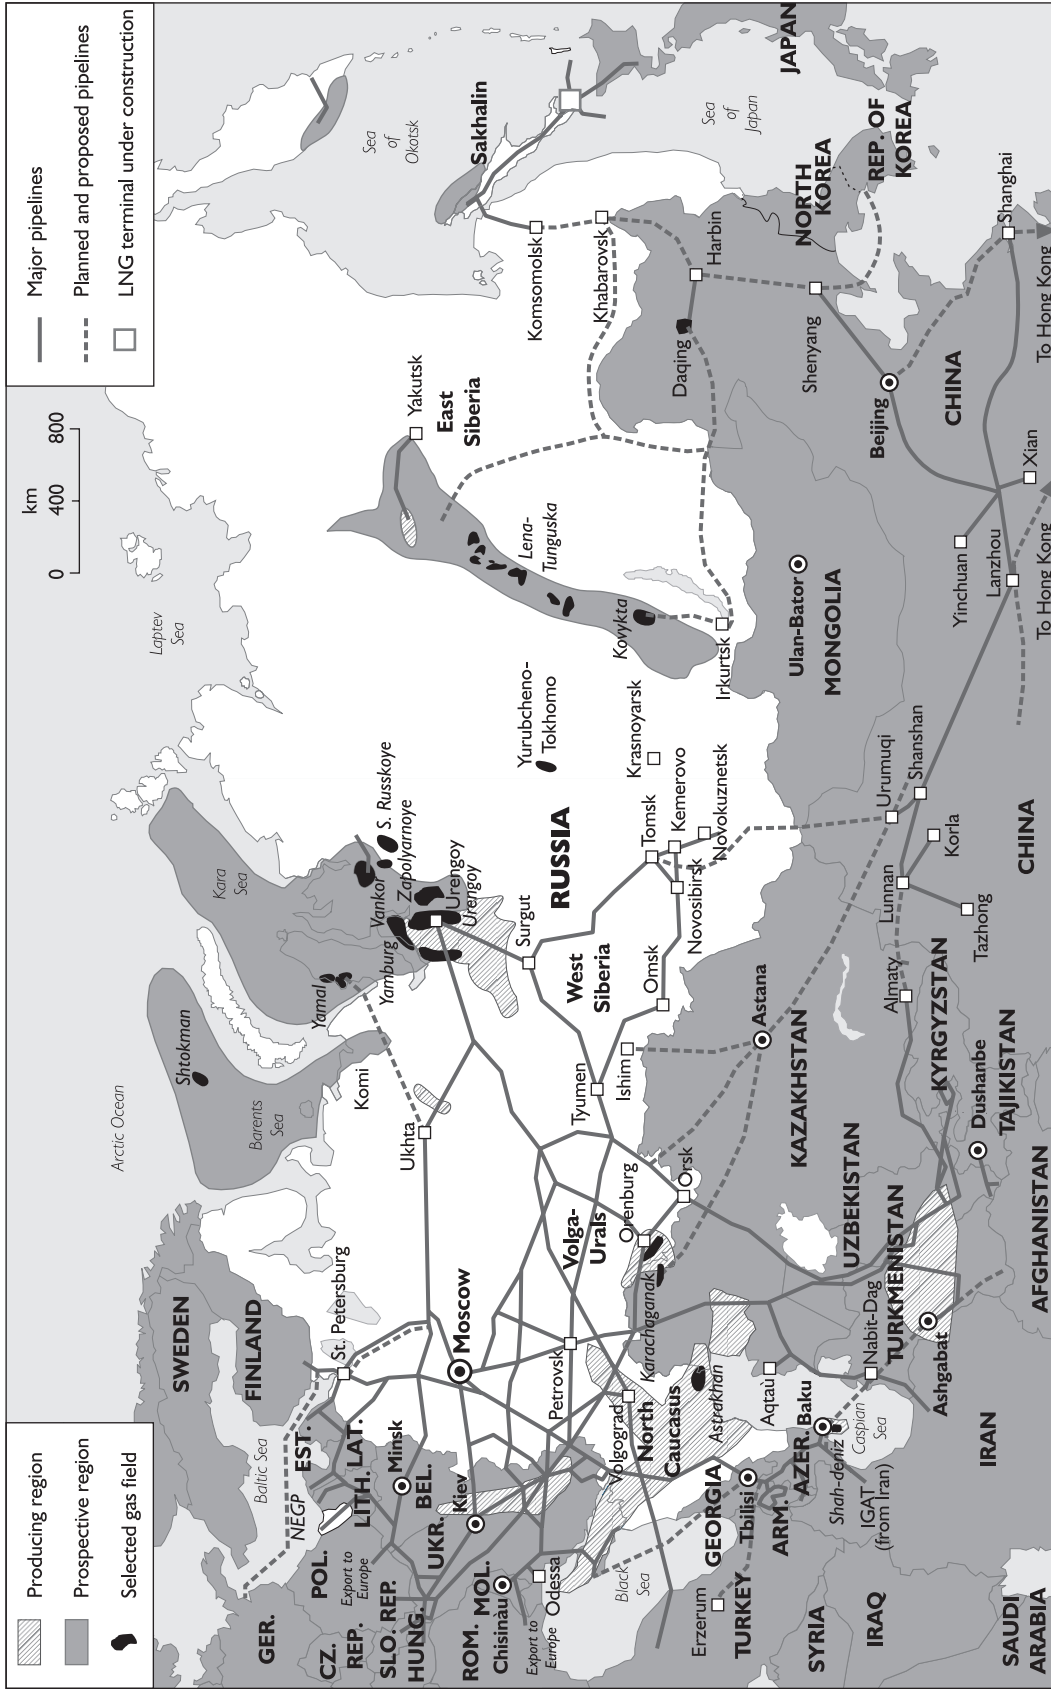 Producing region
Prospective region
Selected gas field
0
400
800
km
Major pipelines
Planned and proposed pipelines
LNG terminal under construction
Arctic Ocean
Laptev
Sea
Kara
Sea
Barents
Sea
Sea
of
Okotsk
Sea
of
Japan
Baltic Sea
Black
Sea
Caspian
Sea
SWEDEN
FINLAND
EST.
LAT.
LITH.
BEL.
POL.
GER.
CZ.
REP.
SLO. REP.
HUNG.
UKR.
MOL.
ROM.
NEGP
Export to
Europe
Export to
Europe
St. Petersburg
Moscow
Minsk
Kiev
Chisinàu
Odessa
Petrovsk
Volgograd
North
Caucasus
Astrakhan
Karachaganak
Volga-
Urals
Orenburg
Orsk
Shtokman
Yamal
Komi
Ukhta
Yamburg
Vankor
Zapolyarnoye
S. Russkoye
Urengoy
Urengoy
Surgut
West
Siberia
Tyumen
Ishim
Omsk
RUSSIA
Novosibirsk
Tomsk
Kemerovo
Novokuznetsk
Krasnoyarsk
Yurubcheno-
Tokhomo
Kovykta
Irkurtsk
Lena-
Tunguska
East
Siberia
Yakutsk
Komsomolsk
Khabarovsk
Sakhalin
JAPAN
Daqing
Harbin
Shenyang
NORTH
KOREA
REP. OF
KOREA
Beijing
CHINA
Shanghai
To Hong Kong
Xian
Yinchuan
Lanzhou
To Hong Kong
Ulan-Bator
MONGOLIA
Urumuqi
Shanshan
Korla
Lunnan
Tazhong
CHINA
Almaty
Astana
KAZAKHSTAN
KYRGYZSTAN
Dushanbe
TAJIKISTAN
UZBEKISTAN
TURKMENISTAN
AFGHANISTAN
Nabit-Dag
Ashgabat
Aqtaù
Baku
AZER.
Shah-deniz
IGAT
(from Iran)
GEORGIA
Tbilisi
ARM.
Erzerum
TURKEY
SYRIA
IRAQ
IRAN
SAUDI
ARABIA